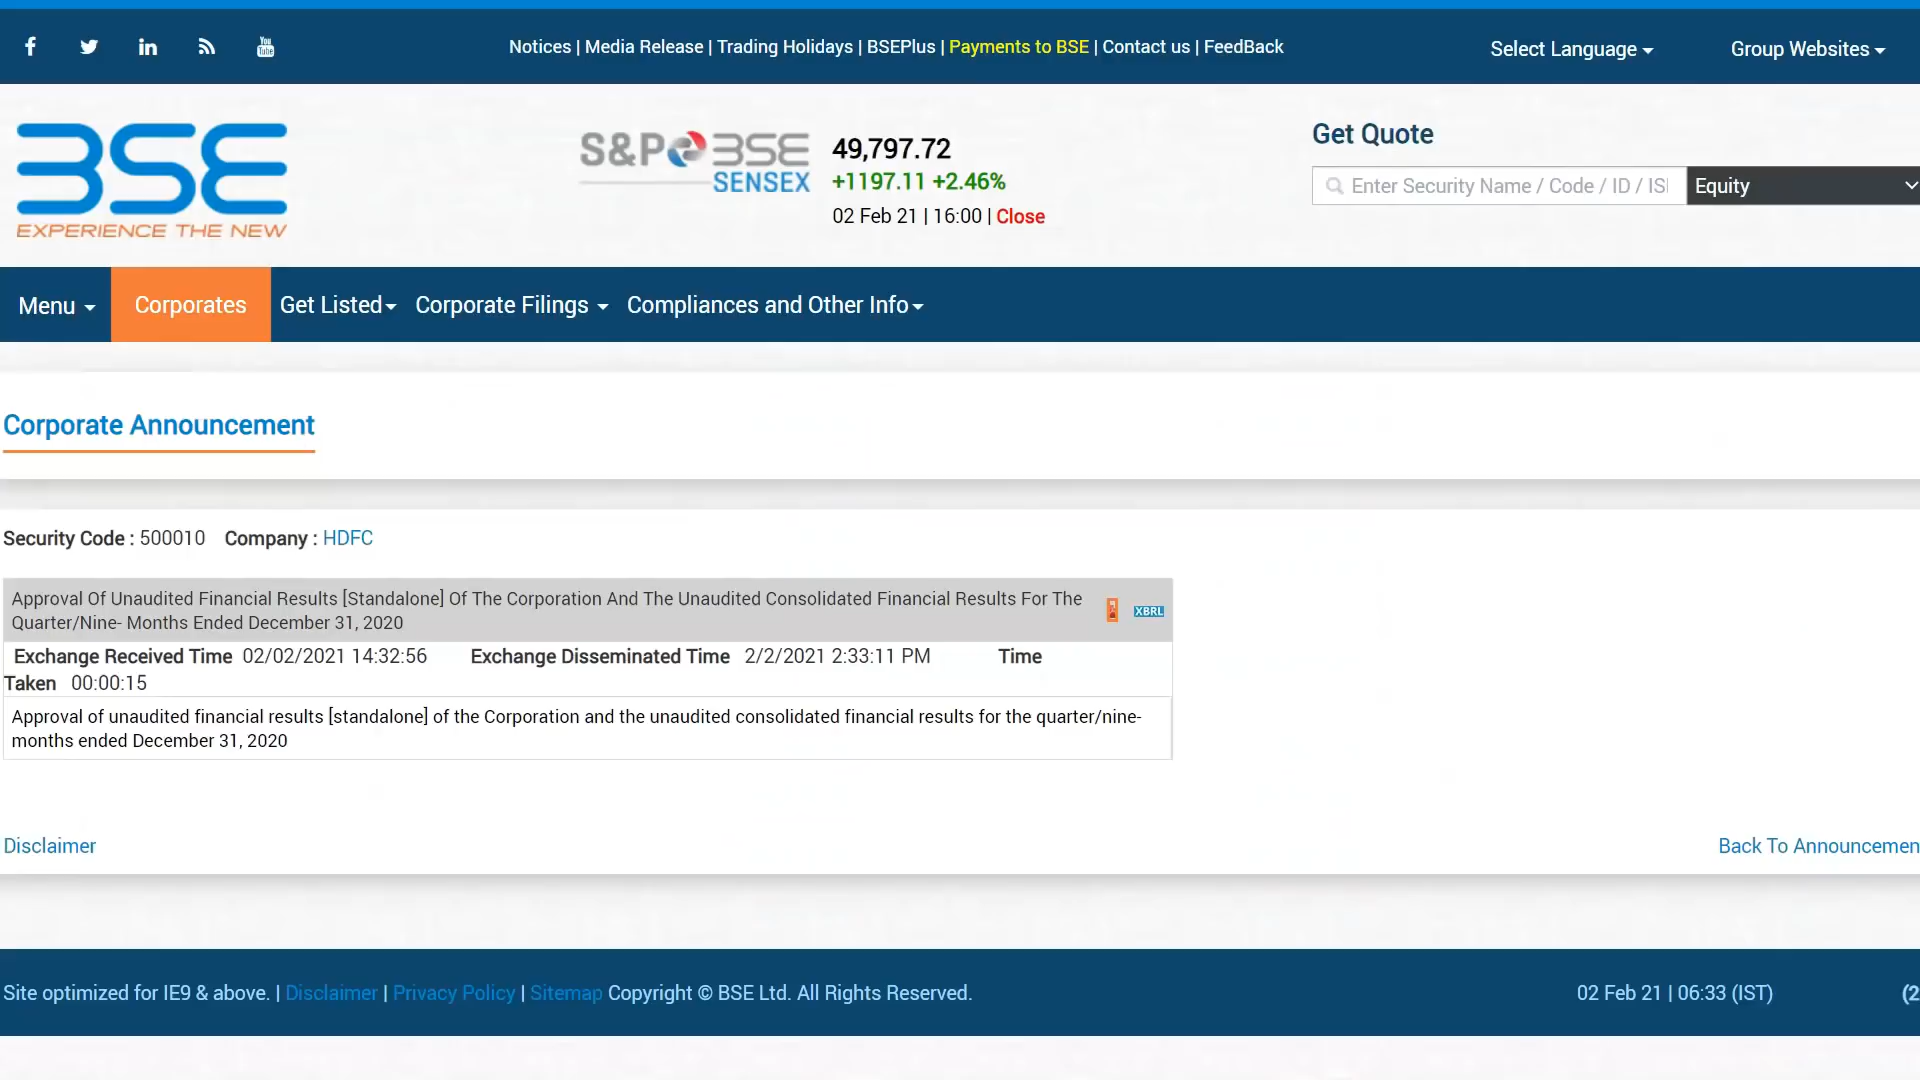 You Tube
Notices | Media Release | Trading Holidays | BSEPlus | Payments to BSE | Contact us | FeedBack
Select Language
Group Websites
BSE
EXPERIENCE THE NEW
S&P BSE
SENSEX
49,797.72
+1197.11 +2.46%
02 Feb 21 | 16:00 | Close
Get Quote
Enter Security Name / Code / ID / ISI
Equity
Menu
Corporates
Get Listed
Corporate Filings
Compliances and Other Info
Corporate Announcement
Security Code : 500010 Company : HDFC
Approval Of Unaudited Financial Results [Standalone] Of The Corporation And The Unaudited Consolidated Financial Results For The
Quarter/Nine- Months Ended December 31, 2020
XBRL
Exchange Received Time 02/02/2021 14:32:56 Exchange Disseminated Time 2/2/2021 2:33:11 PM Time
Taken 00:00:15
Approval of unaudited financial results [standalone] of the Corporation and the unaudited consolidated financial results for the quarter/nine-
months ended December 31, 2020
Disclaimer
Back To Announcemen
Site optimized for IE9 & above. | Disclaimer | Privacy Policy | Sitemap Copyright © BSE Ltd. All Rights Reserved.
02 Feb 21 | 06:33 (IST)
(2